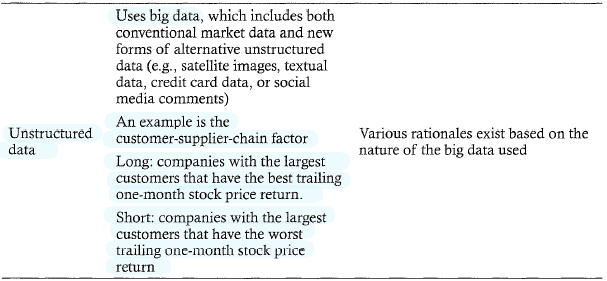 Uses big data, which includes both
conventional market data and new
forms of alternative unstructured
data (e.g., satellite images, textual
data, credit card data, or social
media comments)
Unstructured
data
An example is the
customer-supplier-chain factor
Long: companies with the largest
customers that have the best trailing
one-month stock price return.
Short: companies with the largest
customers that have the worst
trailing one-month stock price
return
Various rationales exist based on the
nature of the big data used